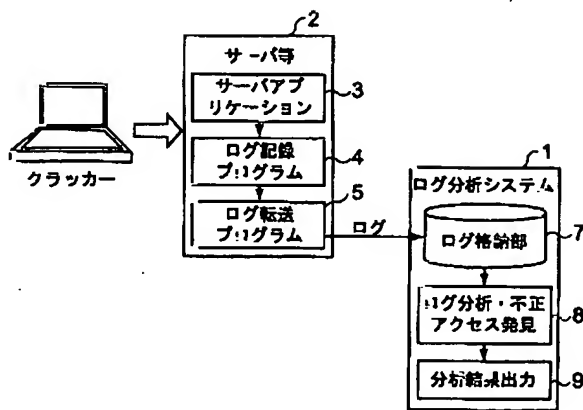 2
サーバ等
サーバアプ
リケーション
3
ログ記録
プログラム
4
ログ転送
プログラム
5
クラッカー
ログ
1
ログ分析システム
ログ格納部
7
ログ分析・不正
アクセス発見
8
分析結果出力
9